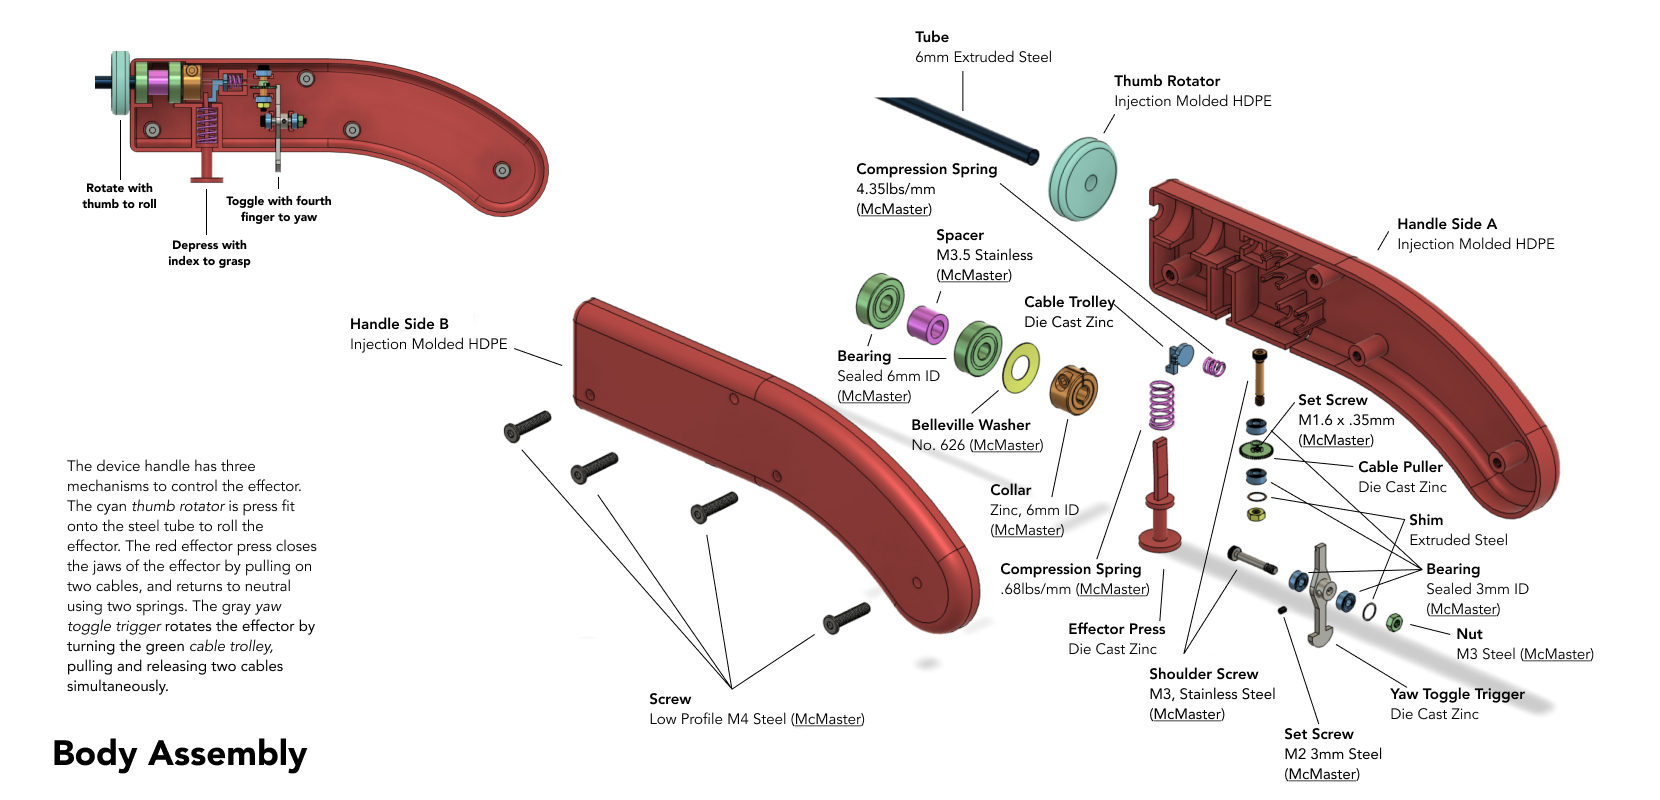 Rotate with
thumb to roll
Depress with
index to grasp
Toggle with fourth
finger to yaw
Tube
6mm Extruded Steel
Thumb Rotator
Injection Molded HDPE
Compression Spring
4.35lbs/mm
(McMaster)
Handle Side A
Injection Molded HDPE
Spacer
M3.5 Stainless
(McMaster)
Cable Trolley
Die Cast Zinc
Handle Side B
Injection Molded HDPE
Bearing
Sealed 6mm ID
(McMaster)
Belleville Washer
No. 626 (McMaster)
Set Screw
M1.6 x .35mm
(McMaster)
Cable Puller
Die Cast Zinc
Collar
Zinc, 6mm ID
(McMaster)
Shim
Extruded Steel
Compression Spring
.68lbs/mm (McMaster)
Bearing
Sealed 3mm ID
(McMaster)
Effector Press
Die Cast Zinc
Nut
M3 Steel (McMaster)
Shoulder Screw
M3, Stainless Steel
(McMaster)
Yaw Toggle Trigger
Die Cast Zinc
Screw
Low Profile M4 Steel (McMaster)
Set Screw
M2 3mm Steel
(McMaster)
The device handle has three
mechanisms to control the effector.
The cyan thumb rotator is press fit
onto the steel tube to roll the
effector. The red effector press closes
the jaws of the effector by pulling on
two cables, and returns to neutral
using two springs. The gray yaw
toggle trigger rotates the effector by
turning the green cable trolley,
pulling and releasing two cables
simultaneously.
Body Assembly